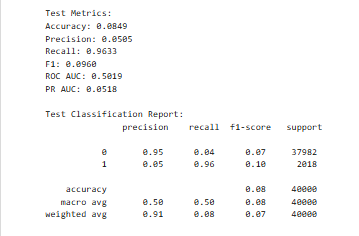 Test Metrics:
Accuracy: 0.0849
Precision: 0.0505
Recall: 0.9633
F1: 0.0960
ROC AUC: 0.5019
PR AUC: 0.0518
Test Classification Report:
precision recall f1-score support
0 0.95 0.04 0.07 37982
1 0.05 0.96 0.10 2018
accuracy 0.08 40000
macro avg 0.50 0.50 0.08 40000
weighted avg 0.91 0.08 0.07 40000